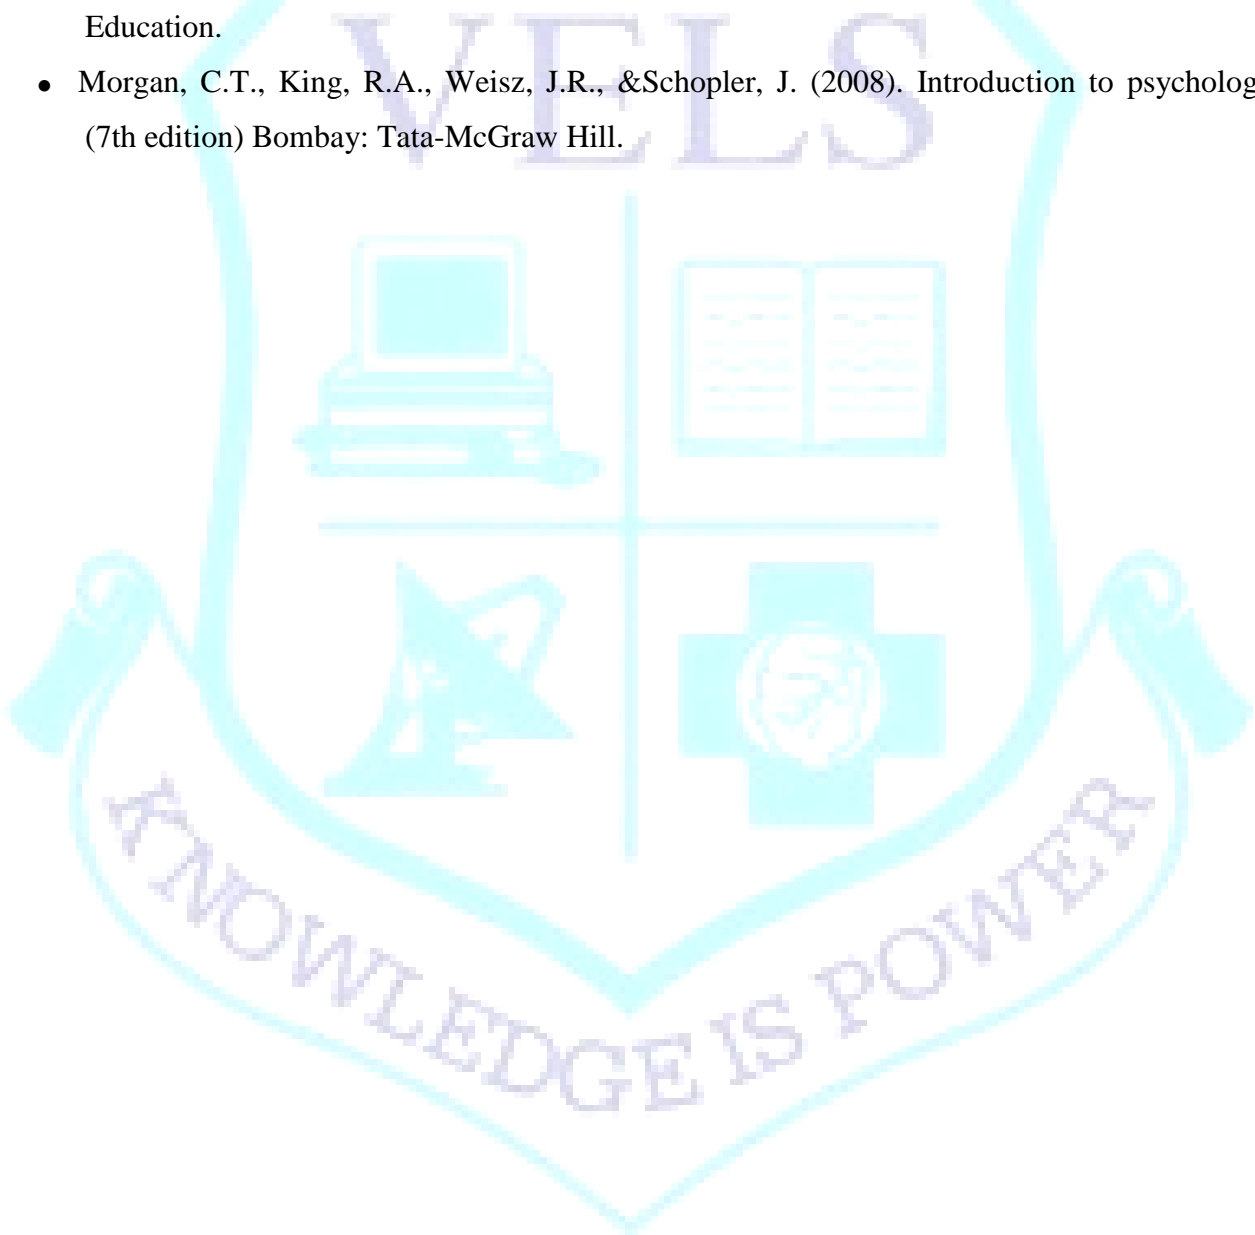 Education.
VELS
• Morgan, C.T., King, R.A., Weisz, J.R., &Schopler, J. (2008). Introduction to psycholog
(7th edition) Bombay: Tata-McGraw Hill.
KNOWLEDGE IS POWER